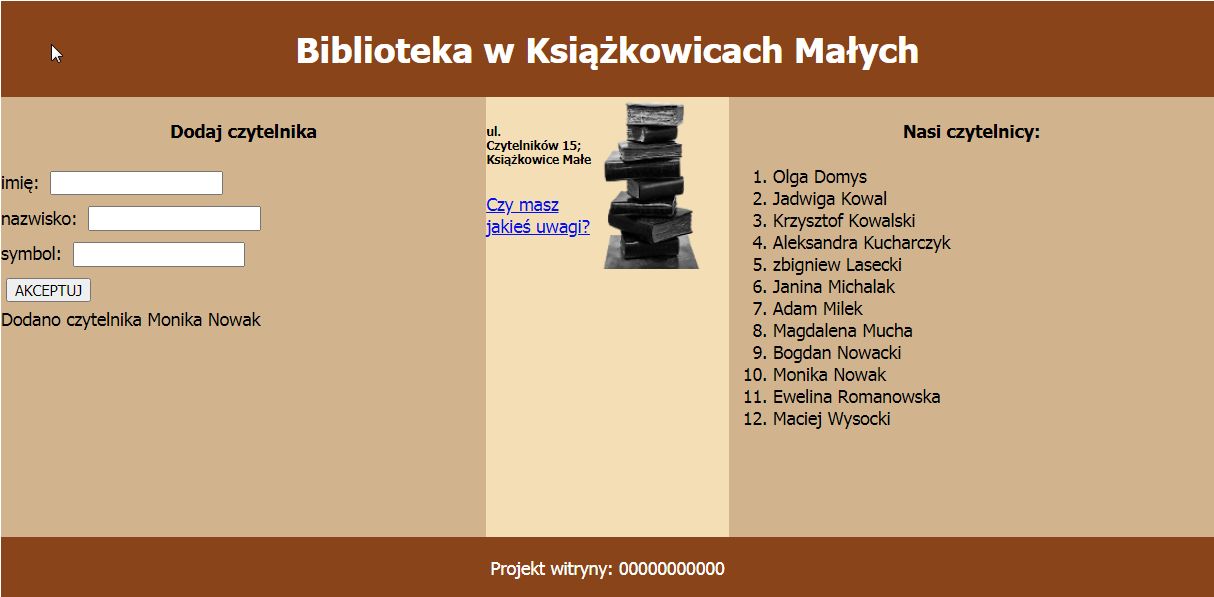 Biblioteka w Książkowicach Małych
Dodaj czytelnika
imię:
nazwisko:
symbol:
AKCEPTUJ
Dodano czytelnika Monika Nowak
ul.
Czytelników 15;
Książkowice Małe
Czy masz
jakieś uwagi?
Nasi czytelnicy:
1. Olga Domys
2. Jadwiga Kowal
3. Krzysztof Kowalski
4. Aleksandra Kucharczyk
5. zbigniew Lasecki
6. Janina Michalak
7. Adam Milek
8. Magdalena Mucha
9. Bogdan Nowacki
10. Monika Nowak
11. Ewelina Romanowska
12. Maciej Wysocki
Projekt witryny: 00000000000